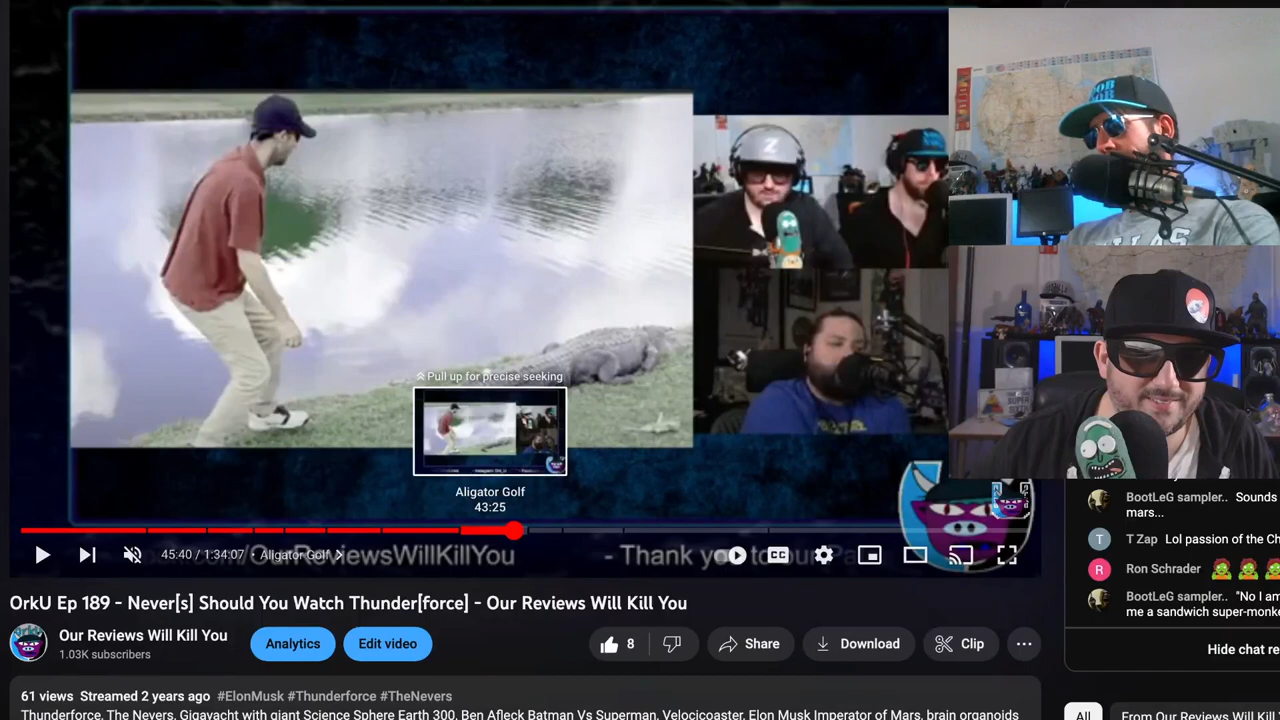 Pull up for precise seeking
Aligator Golf
43:25
45:40 / 1:34:07 • Aligator Golf
OurReviewsWillKillYou - Thank you to our
OrkU Ep 189 - Never[s] Should You Watch Thunder[force] - Our Reviews Will Kill You
Our Reviews Will Kill You
1.03K subscribers
Analytics
Edit video
8
Share
Download
Clip
61 views Streamed 2 years ago #ElonMusk #Thunderforce #TheNevers
Thunderforce, The Nevers, Gigayacht with giant Science Sphere Earth 300, Ben Afleck Batman Vs Superman, Velocicoaster, Elon Musk Imperator of Mars, brain organoids
BootLeG sampler.. Sounds
mars...
T Zap Lol passion of the Ch
Ron Schrader
BootLeG sampler.. "No I am
me a sandwich super-monke
Hide chat re
All
From Our Reviews Will Kill Y